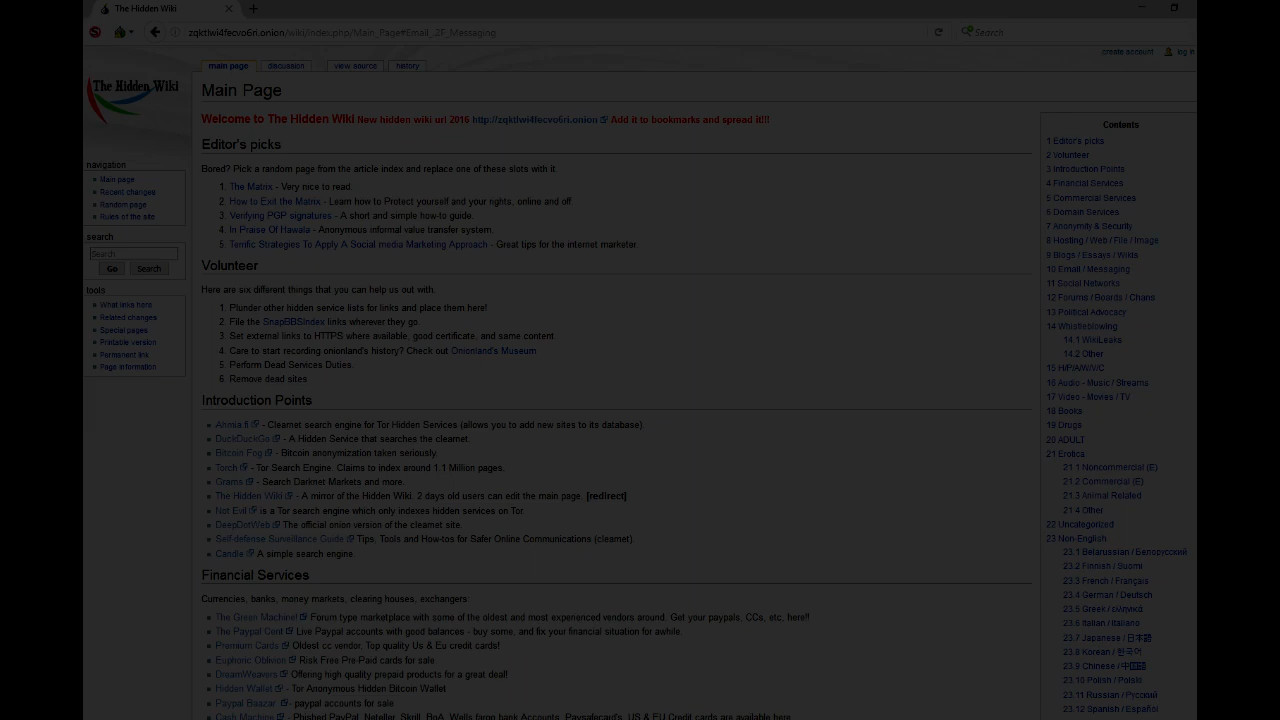 The Hidden Wiki
zqktlwi4fecvo6ri.onion/wiki/index.php/Main_Page#Email_.2F_Messaging
Search
create account log in
main page discussion view source history
The Hidden Wiki
Main Page
Welcome to The Hidden Wiki New hidden wiki url 2016 http://zqktlwi4fecvo6ri.onion Add it to bookmarks and spread it!!!
Editor's picks
Bored? Pick a random page from the article index and replace one of these slots with it.
1. The Matrix - Very nice to read.
2. How to Exit the Matrix - Learn how to Protect yourself and your rights, online and off.
3. Verifying PGP signatures - A short and simple how-to guide.
4. In Praise Of Hawala - Anonymous informal value transfer system.
5. Terrific Strategies To Apply A Social media Marketing Approach - Great tips for the internet marketer.
Volunteer
Here are six different things that you can help us out with.
1. Plunder other hidden service lists for links and place them here!
2. File the SnapBBSIndex links wherever they go.
3. Set external links to HTTPS where available, good certificate, and same content.
4. Care to start recording onionland's history? Check out Onionland's Museum
5. Perform Dead Services Duties.
6. Remove dead sites
Introduction Points
Ahmia.fi - Clearnet search engine for Tor Hidden Services (allows you to add new sites to its database)
DuckDuckGo - A Hidden Service that searches the clearnet.
Bitcoin Fog - Bitcoin anonymization taken seriously.
Torch - Tor Search Engine. Claims to index around 1.1 Million pages.
Grams - Search Darknet Markets and more.
The Hidden Wiki - A mirror of the Hidden Wiki. 2 days old users can edit the main page. [redirect]
Not Evil is a Tor search engine which only indexes hidden services on Tor.
DeepDotWeb The official onion version of the clearnet site.
Self-defense Surveillance Guide Tips, Tools and How-tos for Safer Online Communications (clearnet).
Candle A simple search engine.
Financial Services
Currencies, banks, money markets, clearing houses, exchangers:
The Green Machine! Forum type marketplace with some of the oldest and most experienced vendors around. Get your paypals, CCs, etc, here!!
The Paypal Cent Live Paypal accounts with good balances - buy some, and fix your financial situation for awhile.
Premium Cards Oldest cc vendor, Top quality Us & Eu credit cards!
Euphoric Oblivion Risk Free Pre-Paid cards for sale
DreamWeavers Offering high quality prepaid products for a great deal!
Hidden Wallet - Tor Anonymous Hidden Bitcoin Wallet
Paypal Bazaar - paypal accounts for sale
Cash Machine - Phished PayPal, Neteller, Skrill, BoA, Wells fargo bank Accounts, Paysafecard's, US & EU Credit cards are available here
navigation
Main page
Recent changes
Random page
Rules of the site
search
Search
Go Search
tools
What links here
Related changes
Special pages
Printable version
Permanent link
Page information
Contents
1 Editor's picks
2 Volunteer
3 Introduction Points
4 Financial Services
5 Commercial Services
6 Domain Services
7 Anonymity & Security
8 Hosting / Web / File / Image
9 Blogs / Essays / Wikis
10 Email / Messaging
11 Social Networks
12 Forums / Boards / Chans
13 Political Advocacy
14 Whistleblowing
14.1 WikiLeaks
14.2 Other
15 H/P/A/W/V/C
16 Audio - Music / Streams
17 Video - Movies / TV
18 Books
19 Drugs
20 ADULT
21 Erotica
21.1 Noncommercial (E)
21.2 Commercial (E)
21.3 Animal Related
21.4 Other
22 Uncategorized
23 Non-English
23.1 Belarussian / Белорусский
23.2 Finnish / Suomi
23.3 French / Français
23.4 German / Deutsch
23.5 Greek / ελληνικά
23.6 Italian / Italiano
23.7 Japanese / 日本語
23.8 Korean / 한국어
23.9 Chinese / 中国語
23.10 Polish / Polski
23.11 Russian / Русский
23.12 Spanish / Español